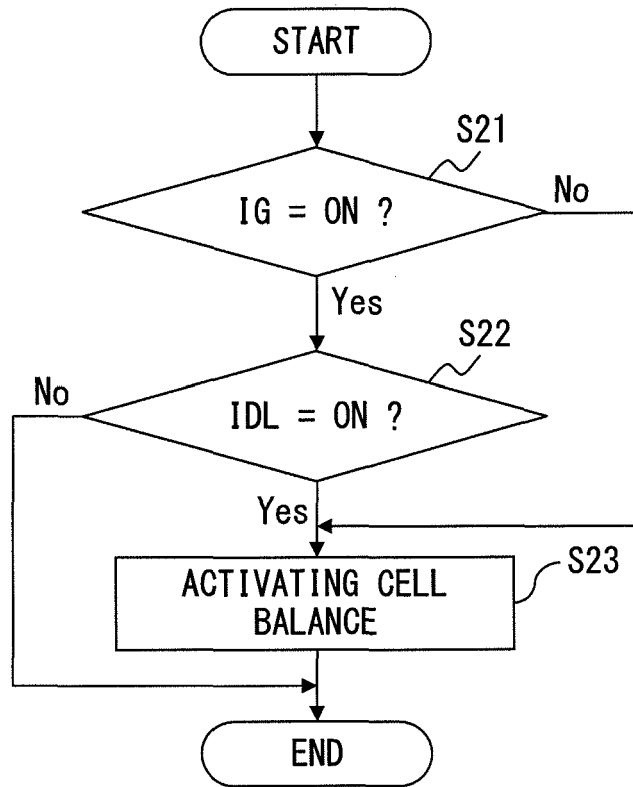 START
S21
IG = ON ?
No
Yes
S22
No
IDL = ON ?
Yes
S23
ACTIVATING CELL
BALANCE
END